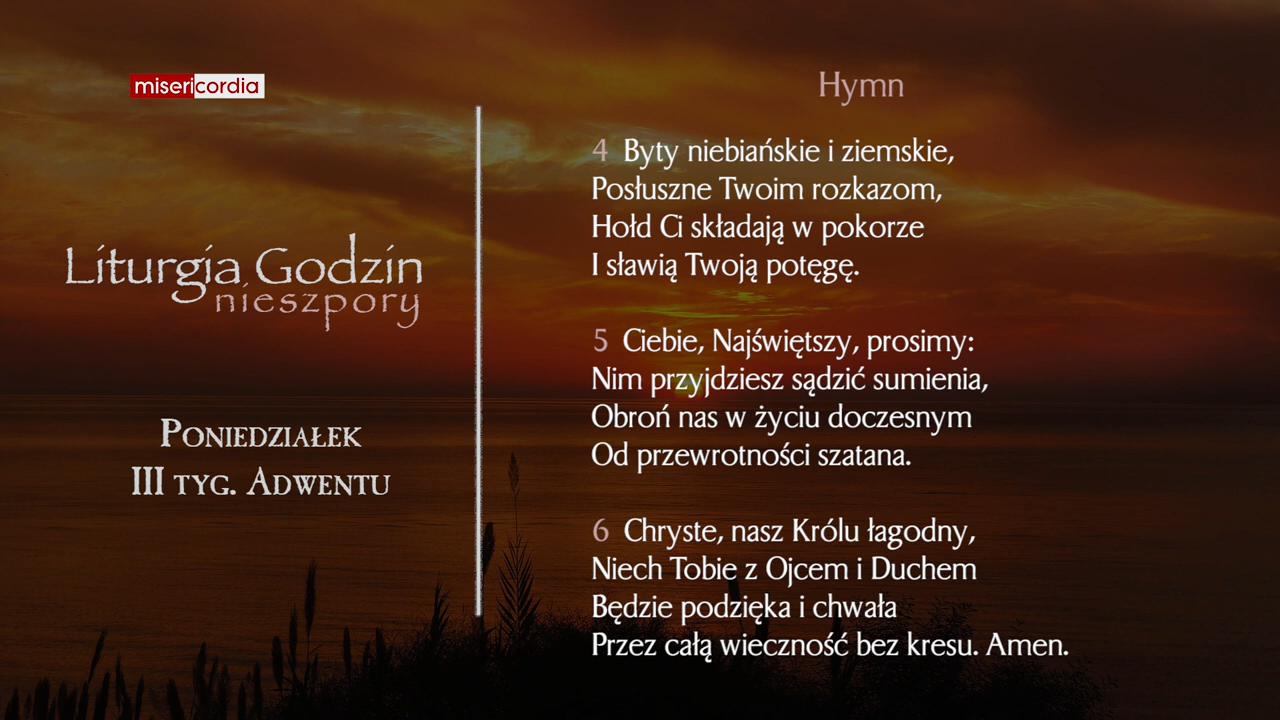 misericordia
Liturgia Godzin
nieszpory
Poniedziałek
III tyg. Adwentu
Hymn
4 Byty niebiańskie i ziemskie,
Posłuszne Twoim rozkazom,
Hołd Ci składają w pokorze
I sławią Twoją potęgę.
5 Ciebie, Najświętszy, prosimy:
Nim przyjdziesz sądzić sumienia,
Obroń nas w życiu doczesnym
Od przewrotności szatana.
6 Chryste, nasz Królu łagodny,
Niech Tobie z Ojcem i Duchem
Będzie podzięka i chwała
Przez całą wieczność bez kresu. Amen.